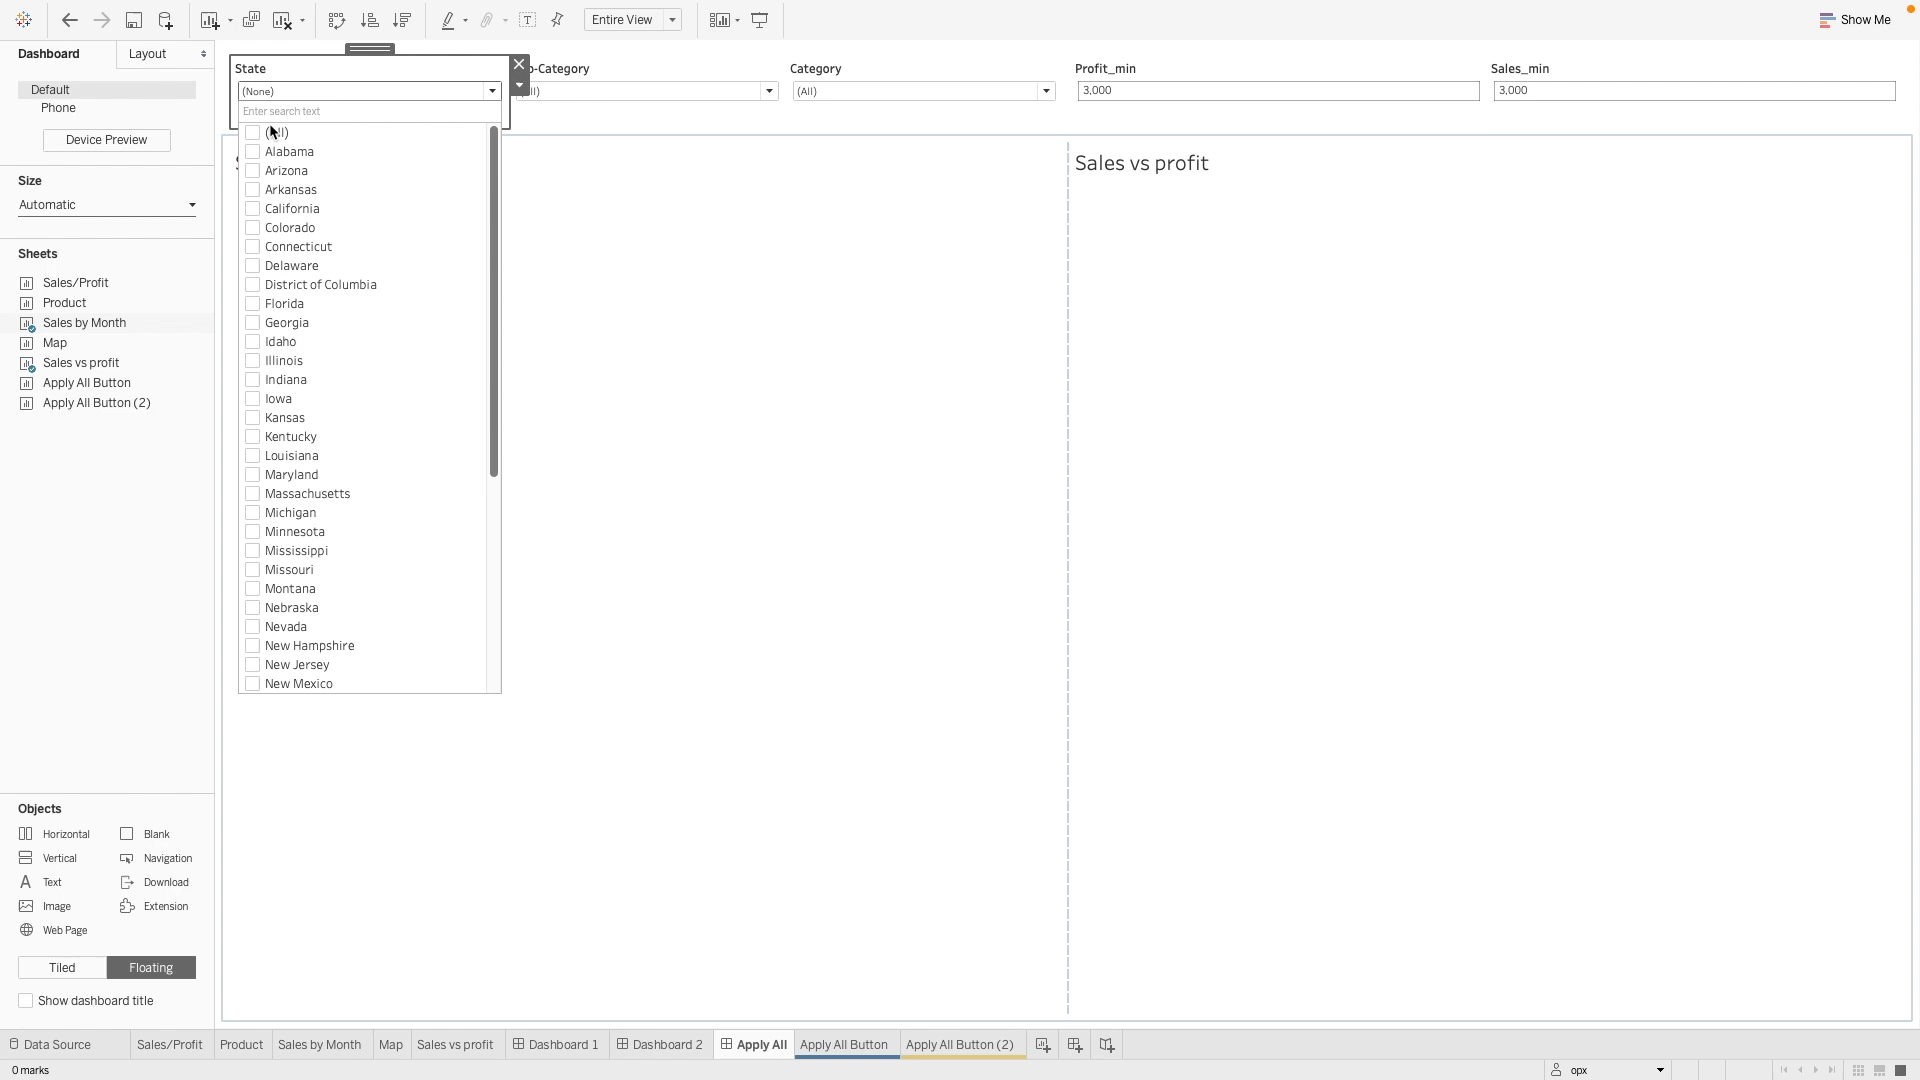 Entire View
Show Me
Dashboard
Layout
Default
Phone
Device Preview
Size
Automatic
Sheets
Sales/Profit
Product
Sales by Month
Map
Sales vs profit
Apply All Button
Apply All Button (2)
Objects
Horizontal
Blank
Vertical
Navigation
Text
Download
Image
Extension
Web Page
Tiled
Floating
Show dashboard title
State
(None)
Enter search text
Alabama
Arizona
Arkansas
California
Colorado
Connecticut
Delaware
District of Columbia
Florida
Georgia
Idaho
Illinois
Indiana
Iowa
Kansas
Kentucky
Louisiana
Maryland
Massachusetts
Michigan
Minnesota
Mississippi
Missouri
Montana
Nebraska
Nevada
New Hampshire
New Jersey
New Mexico
-Category
Category
(All)
Profit_min
3,000
Sales_min
3,000
Sales vs profit
Data Source
Sales/Profit
Product
Sales by Month
Map
Sales vs profit
Dashboard 1
Dashboard 2
Apply All
Apply All Button
Apply All Button (2)
0 marks
opx